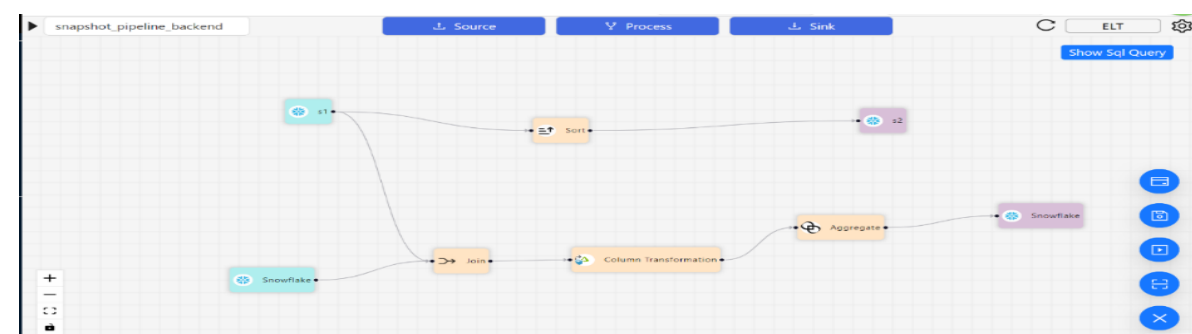 snapshot_pipeline_backend
Source
Process
Sink
ELT
Show Sql Query
s1
Sort
s2
Snowflake
Aggregate
Join
Column Transformation
Snowflake